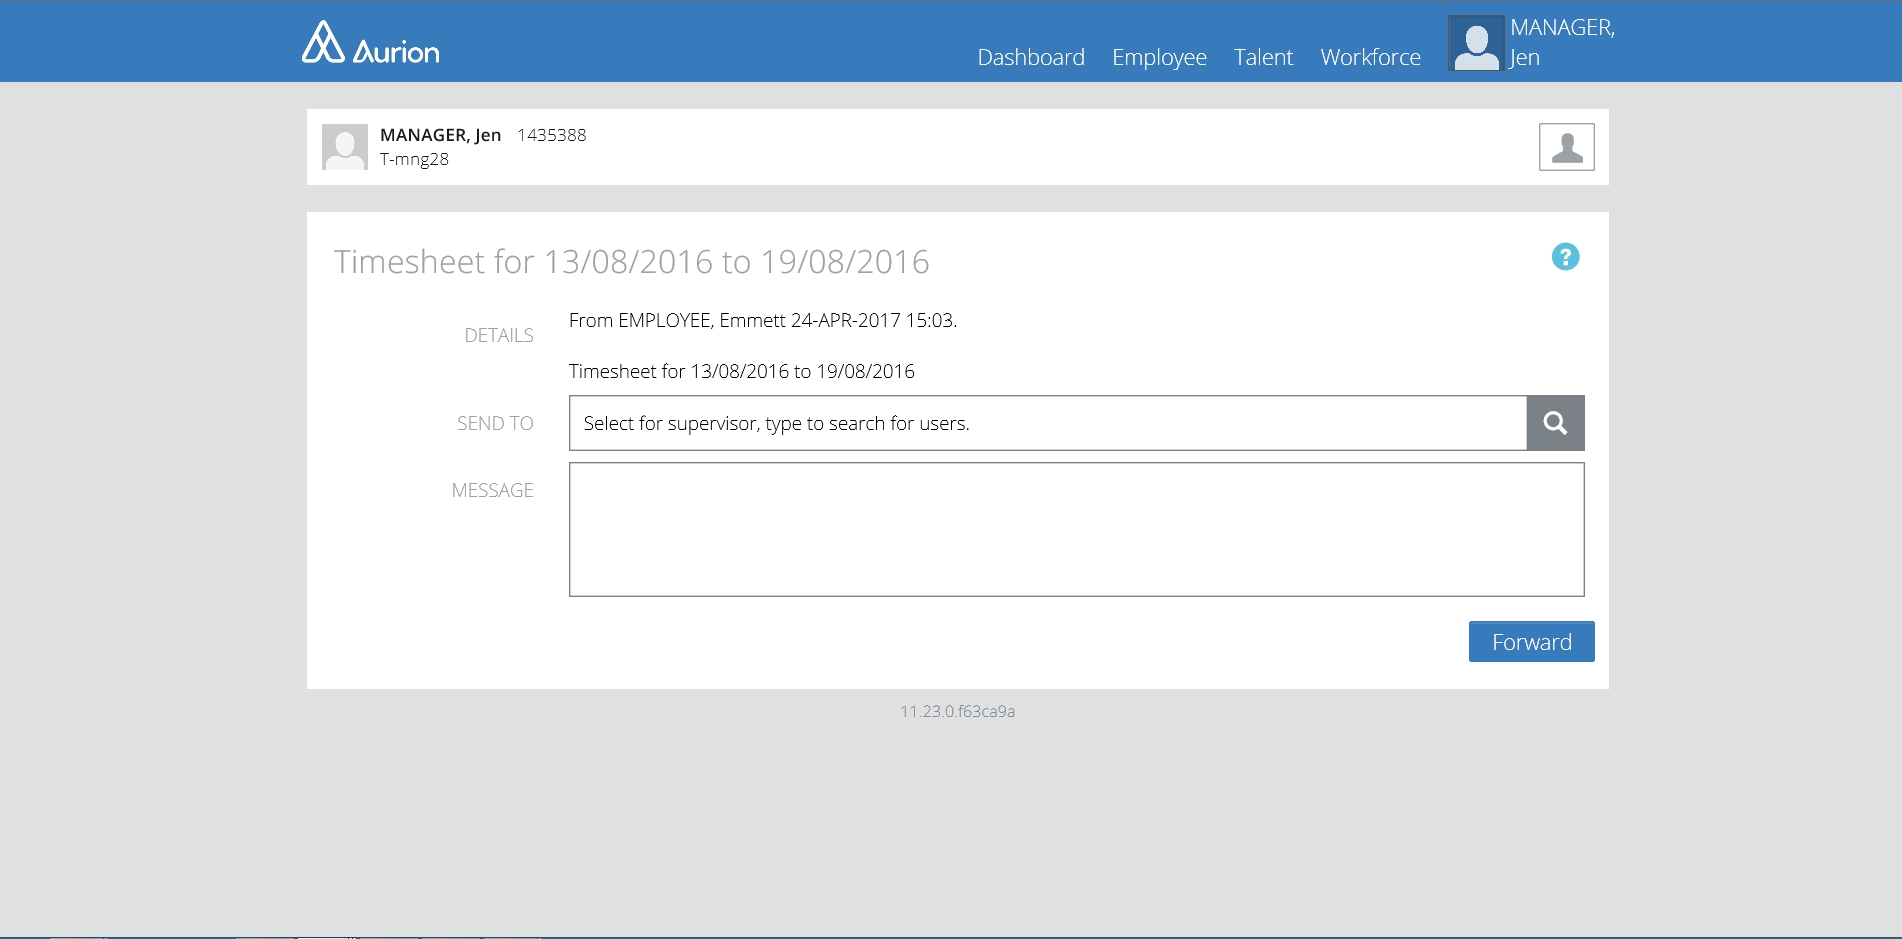 Aurion
Dashboard Employee Talent Workforce
MANAGER,
Jen
MANAGER, Jen 1435388
T-mng28
Timesheet for 13/08/2016 to 19/08/2016
?
DETAILS
From EMPLOYEE, Emmett 24-APR-2017 15:03.
Timesheet for 13/08/2016 to 19/08/2016
SEND TO
Select for supervisor, type to search for users.
MESSAGE
Forward
11.23.0.f63ca9a